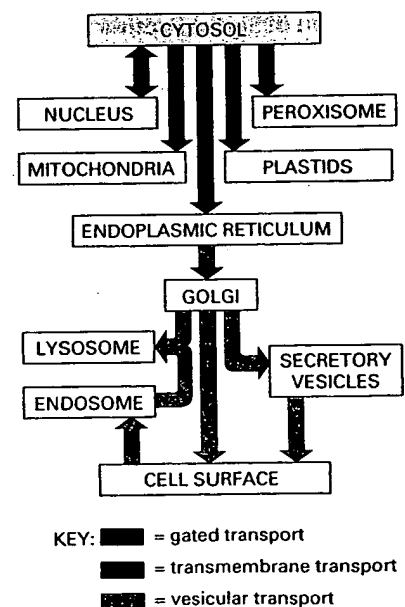 CYTOSOL
NUCLEUS
PEROXISOME
MITOCHONDRIA
PLASTIDS
ENDOPLASMIC RETICULUM
GOLGI
LYSOSOME
SECRETORY
VESICLES
ENDOSOME
CELL SURFACE
KEY: = gated transport
= transmembrane transport
= vesicular transport